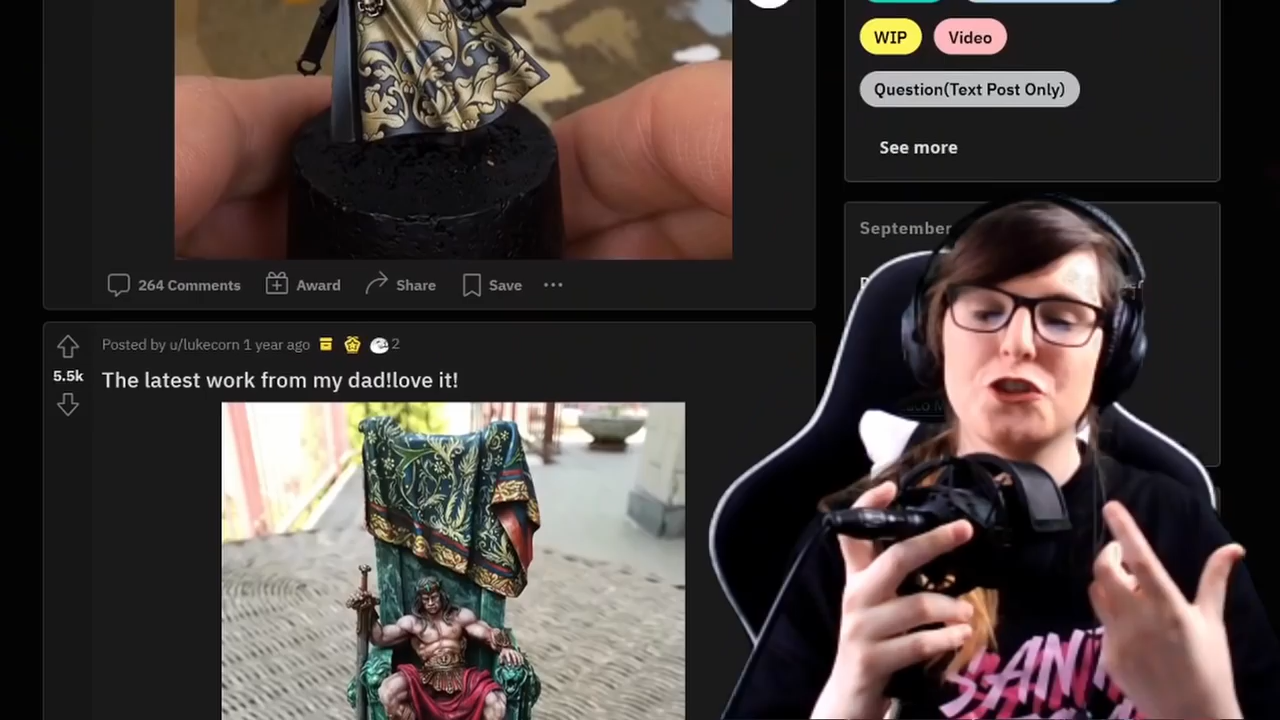 WIP
Video
Question(Text Post Only)
See more
264 Comments
Award
Share
Save
September
Posted by u/lukecorn 1 year ago
2
5.5k
The latest work from my dad!love it!